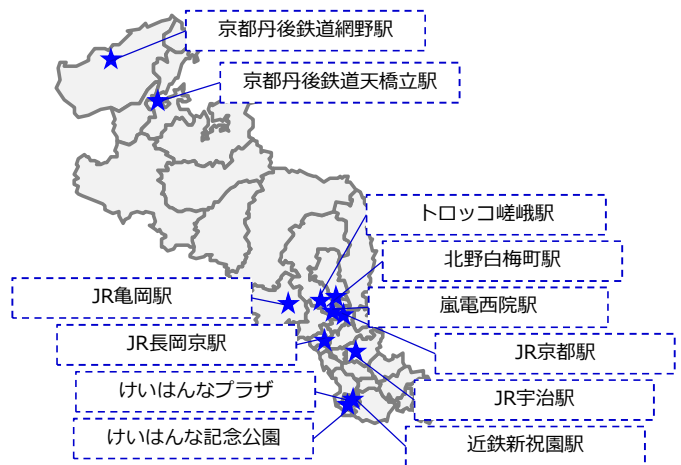 京都丹後鉄道網野駅
京都丹後鉄道天橋立駅
トロッコ嵯峨駅
北野白梅町駅
JR亀岡駅
嵐電西院駅
JR長岡京駅
JR京都駅
けいはんなプラザ
JR宇治駅
けいはんな記念公園
近鉄新祝園駅